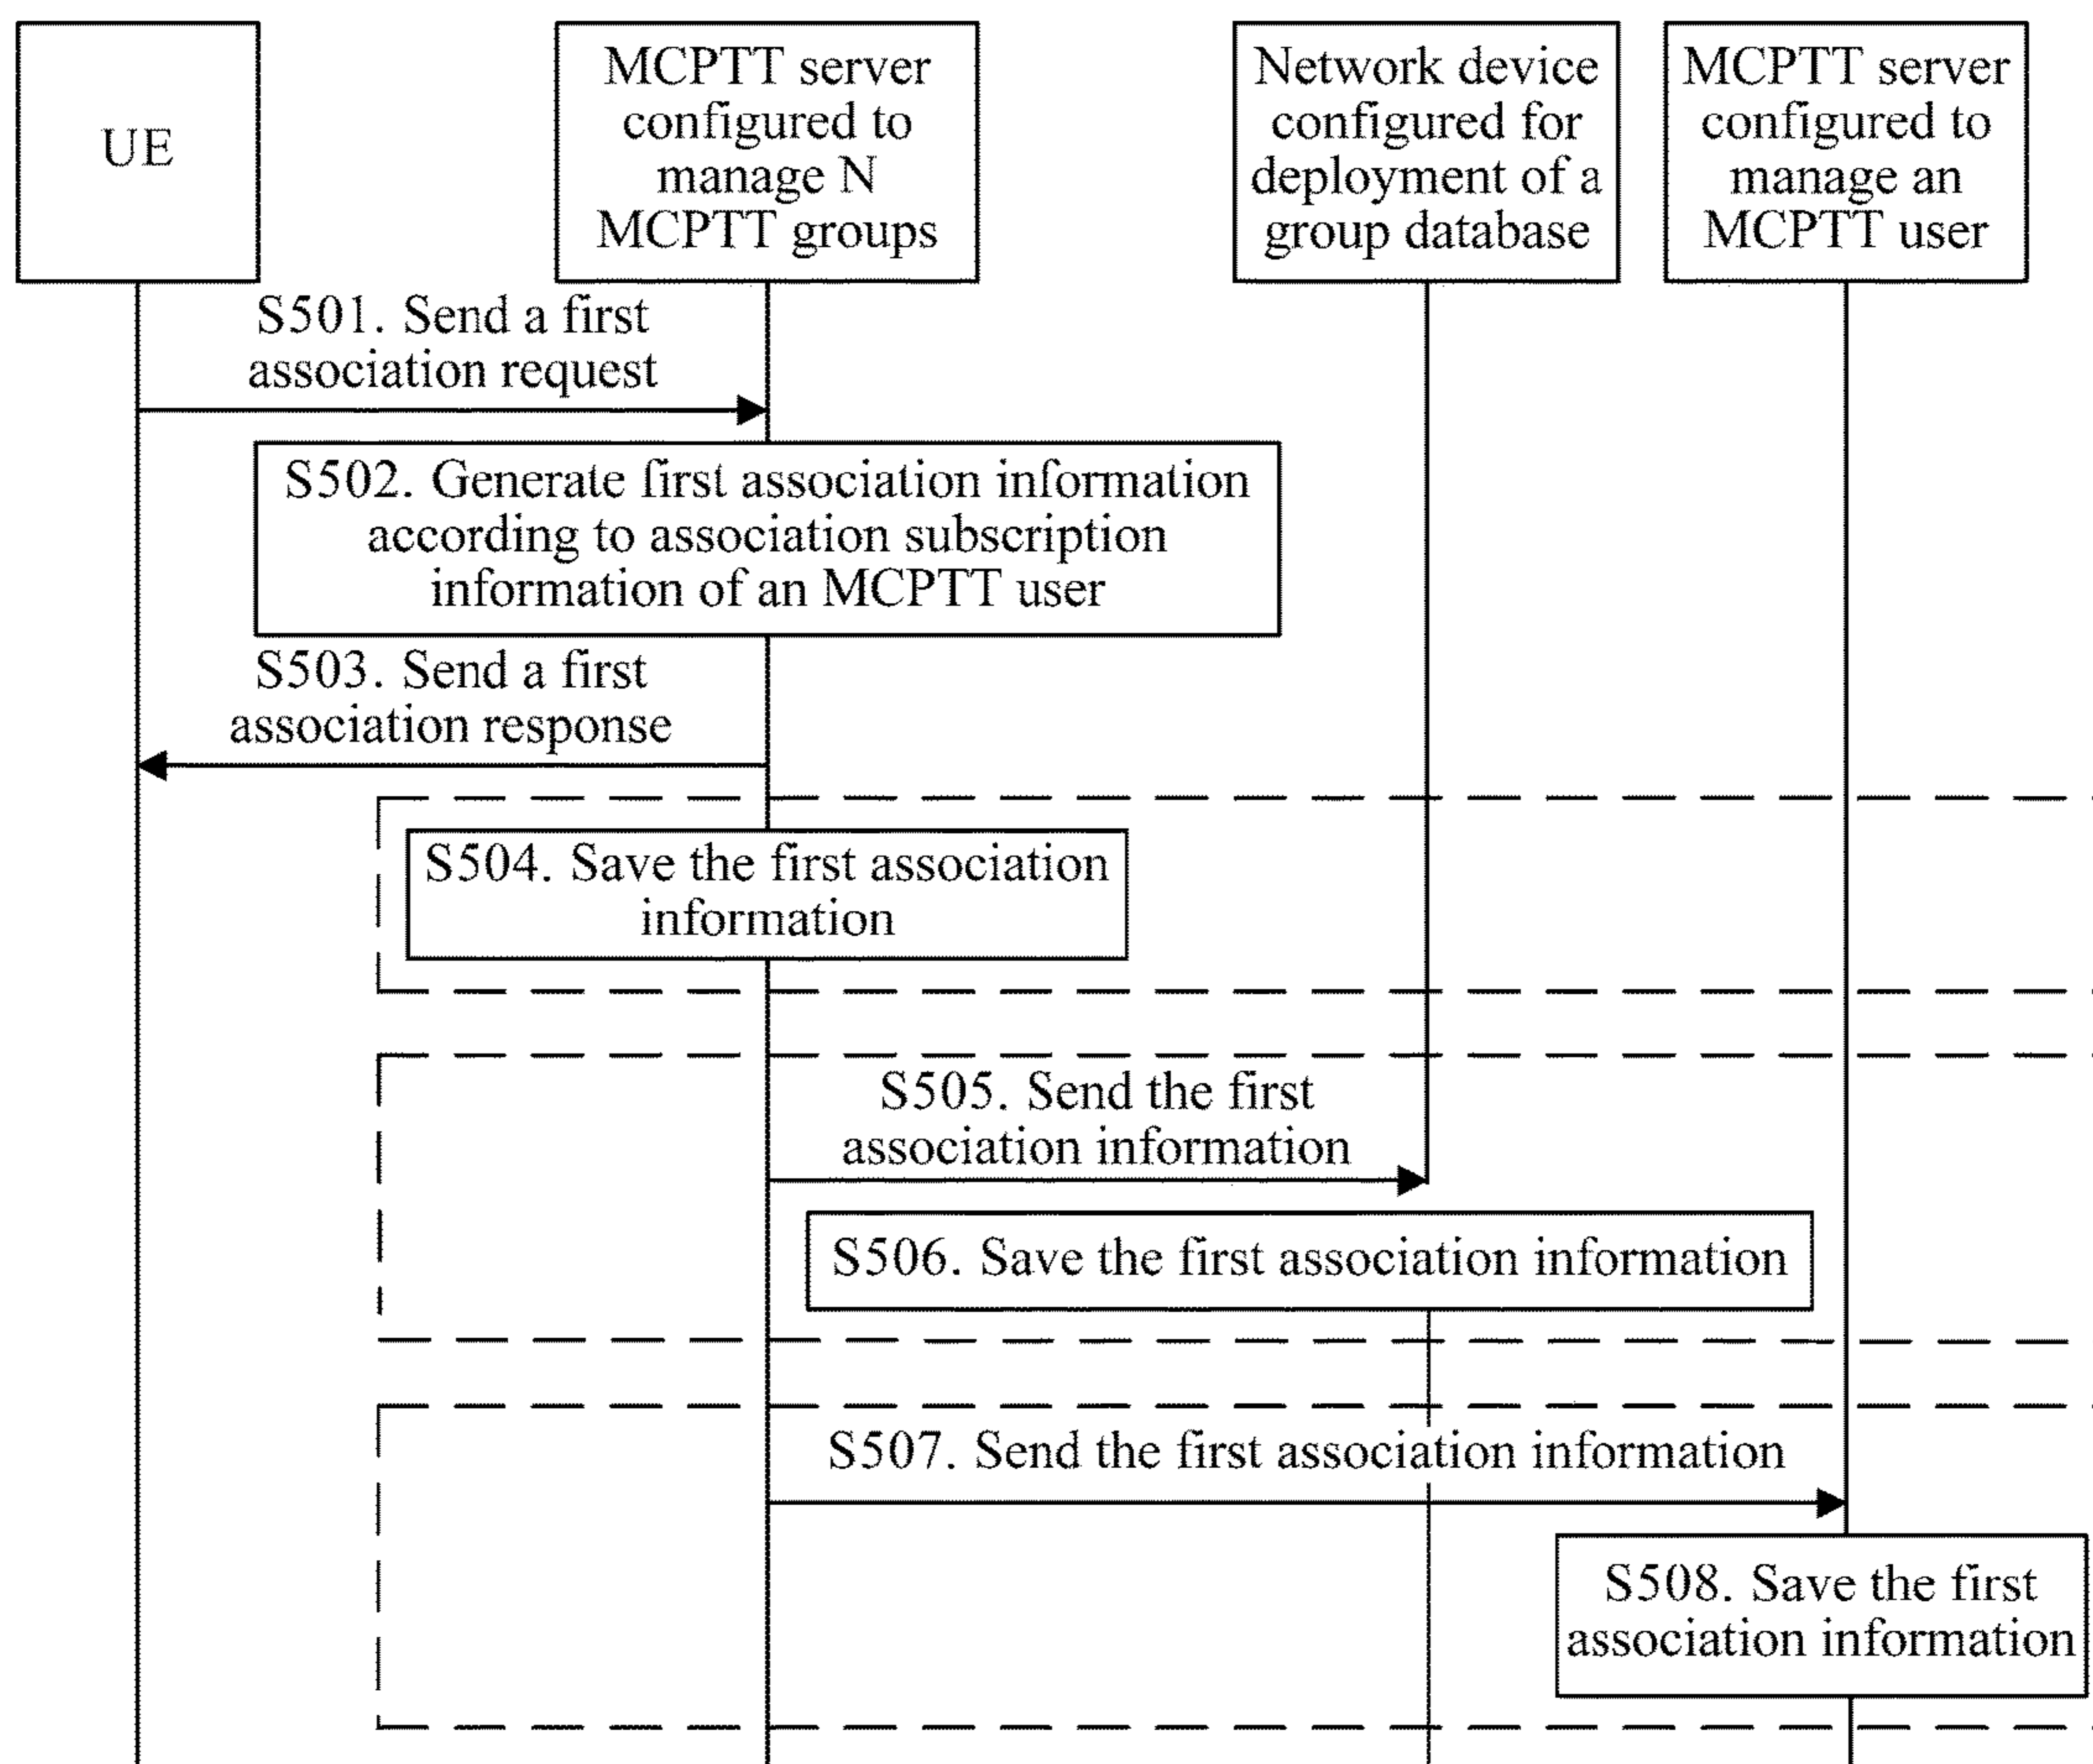 UE
MCPTT server
configured to
manage N
MCPTT groups
Network device
configured for
deployment of a
group database
MCPTT server
configured to
manage an
MCPTT user
S501. Send a first
association request
S502. Generate first association information
according to association subscription
information of an MCPTT user
S503. Send a first
association response
S504. Save the first association
information
S505. Send the first
association information
S506. Save the first association information
S507. Send the first association information
S508. Save the first
association information